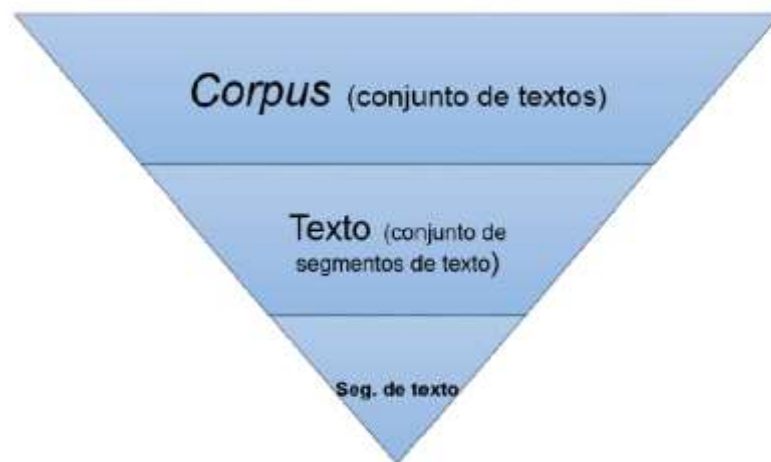 Corpus (conjunto de textos)
Texto (conjunto de
segmentos de texto)
Seg. de texto